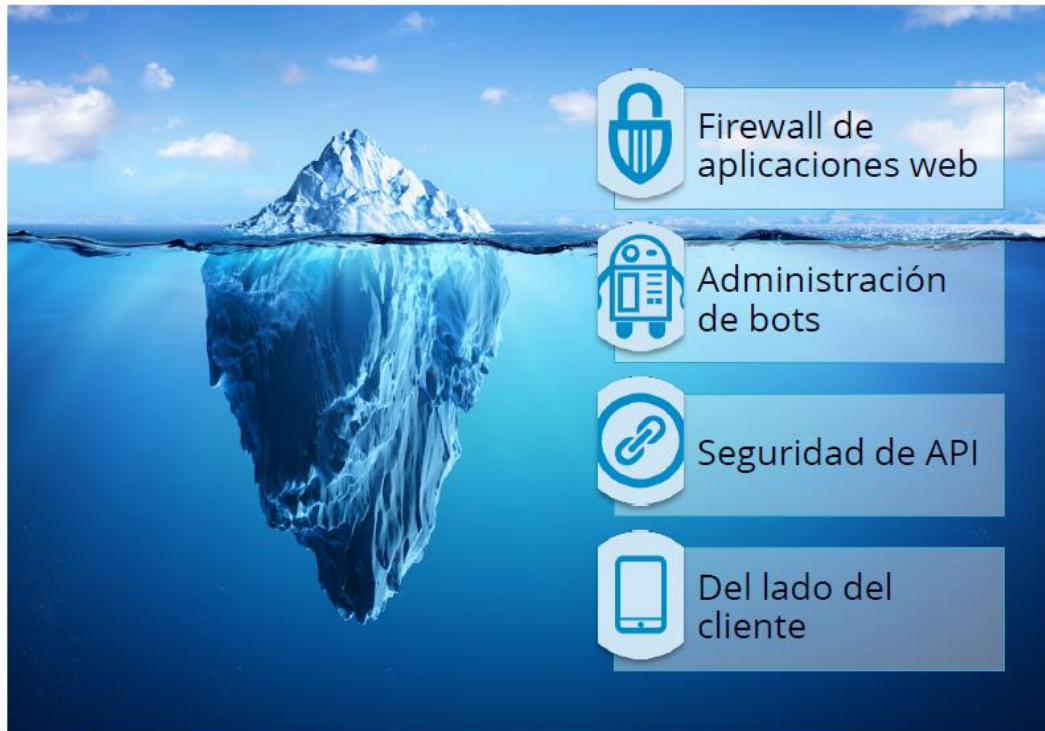 Firewall de
aplicaciones web
Administración
de bots
Seguridad de API
Del lado del
cliente